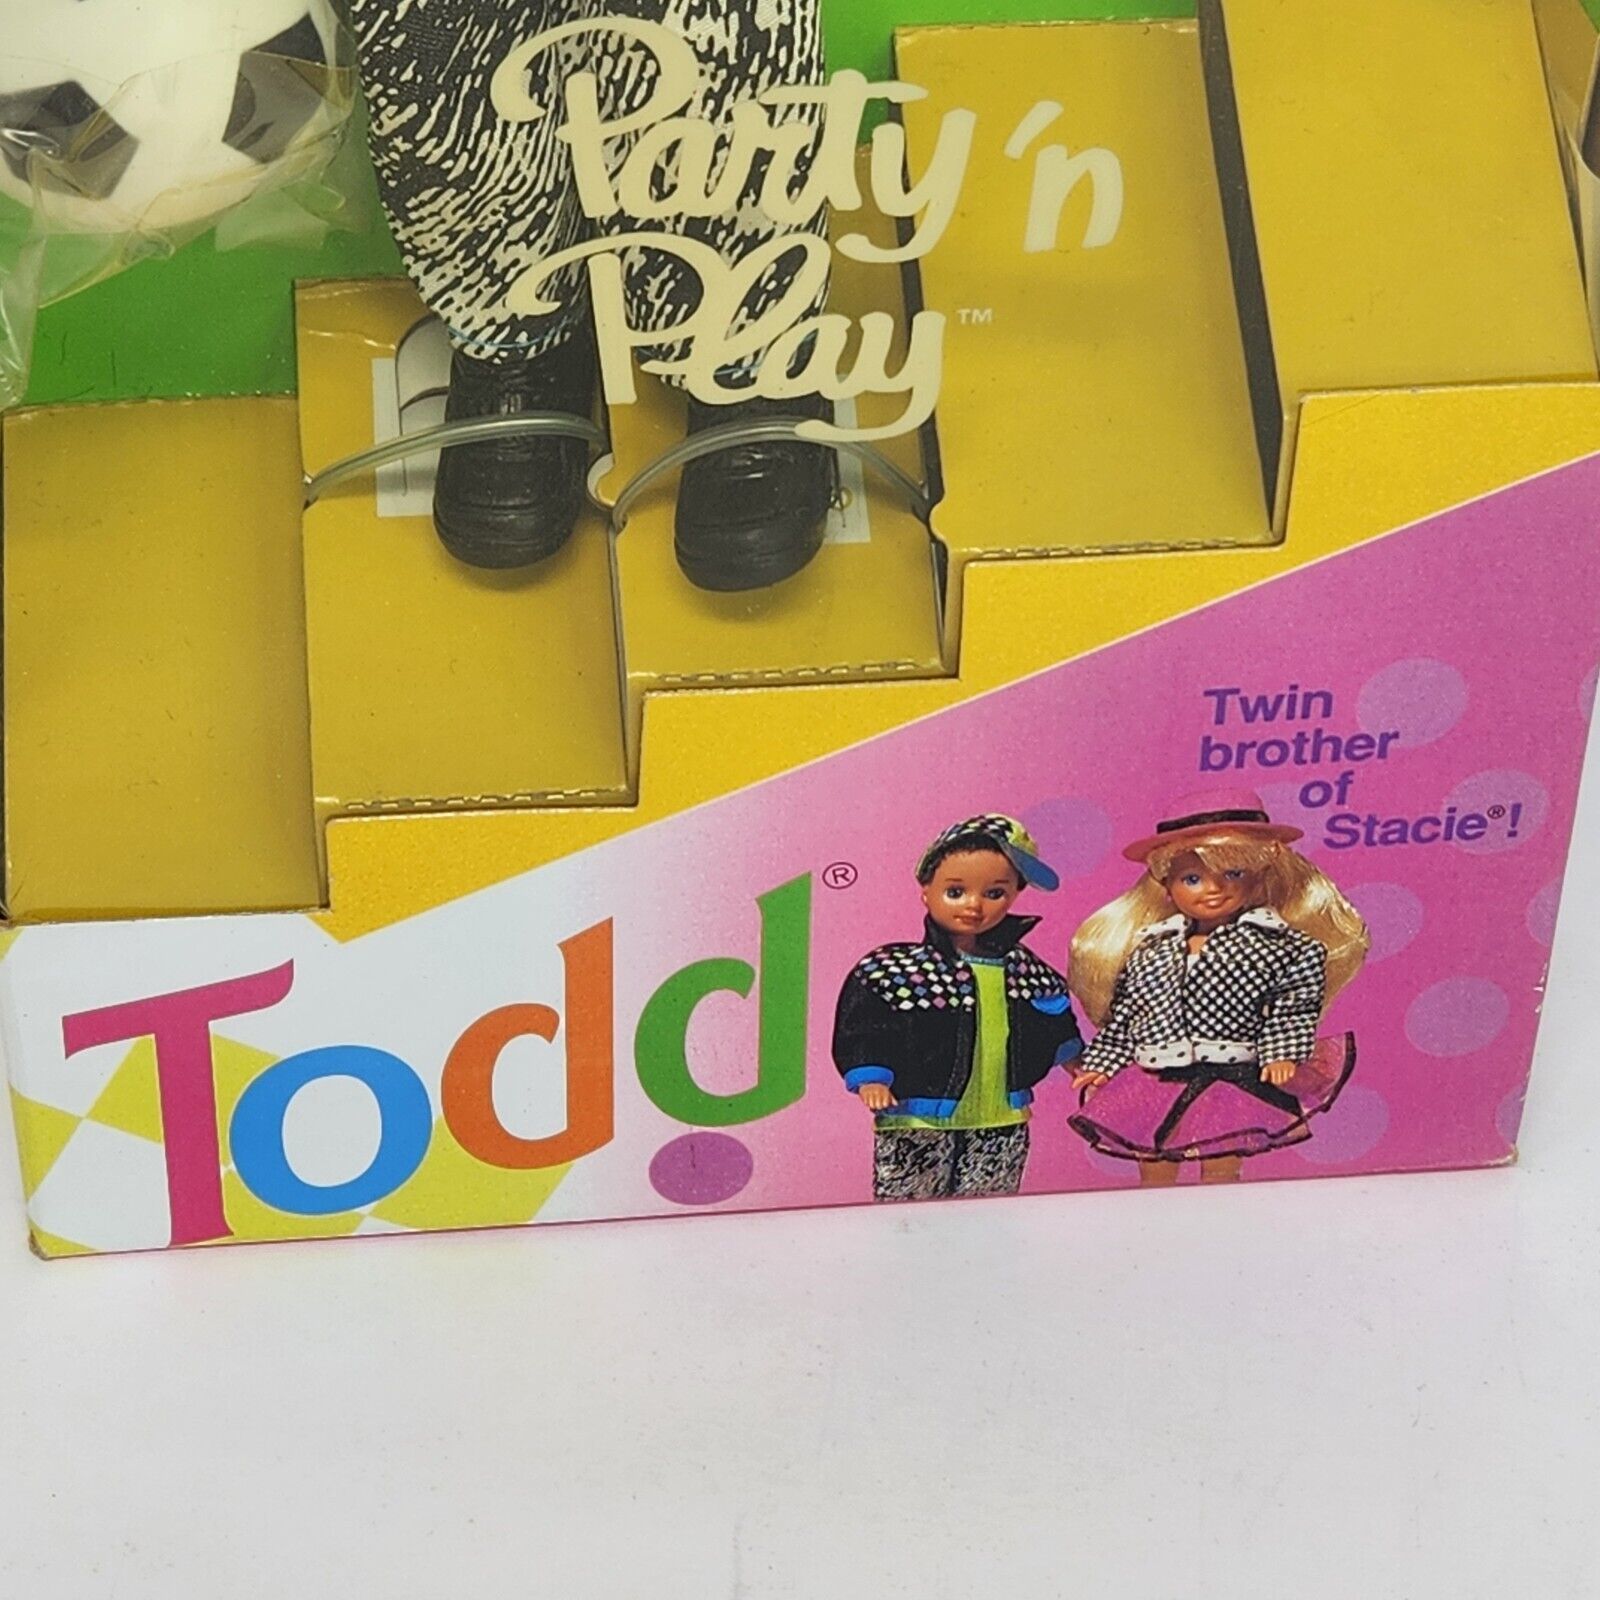 Party 'n
Play™
Twin
brother
of
Stacie®!
Todd®